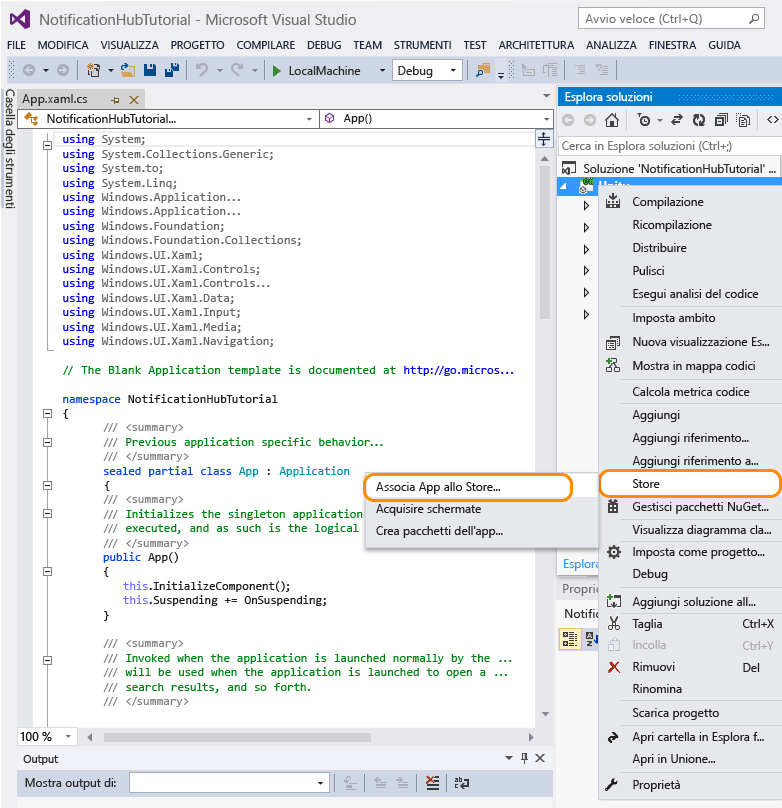 NotificationHubTutorial - Microsoft Visual Studio
Avvio veloce (Ctrl+Q)
FILE MODIFICA VISUALIZZA PROGETTO COMPILARE DEBUG TEAM STRUMENTI TEST ARCHITETTURA ANALIZZA FINESTRA GUIDA
LocalMachine Debug
Casella degli strumenti
App.xaml.cs
NotificationHubTutorial... App()
using System;
using System.Collections.Generic;
using System.to;
using System.Linq;
using Windows.Application...
using Windows.Application...
using Windows.Foundation;
using Windows.Foundation.Collections;
using Windows.UI.Xaml;
using Windows.UI.Xaml.Controls;
using Windows.UI.Xaml.Controls...
using Windows.UI.Xaml.Data;
using Windows.UI.Xaml.Input;
using Windows.UI.Xaml.Media;
using Windows.UI.Xaml.Navigation;
// The Blank Application template is documented at http://go.micros...
namespace NotificationHubTutorial
{
/// <summary>
/// Previous application specific behavior...
/// </summary>
sealed partial class App : Application
{
/// <summary>
/// Initializes the singleton application
/// executed, and as such is the logical
/// </summary>
public App()
{
this.InitializeComponent();
this.Suspending += OnSuspending;
}
/// <summary>
/// Invoked when the application is launched normally by the ...
/// will be used when the application is launched to open a ...
/// search results, and so forth.
/// </summary>
100 %
Output
Mostra output di:
Associa App allo Store...
Acquisire schermate
Crea pacchetti dell'app...
Esplora soluzioni
Cerca in Esplora soluzioni (Ctrl+;)
Soluzione 'NotificationHubTutorial' ...
Compilazione
Ricompilazione
Distribuire
Pulisci
Esegui analisi del codice
Imposta ambito
Nuova visualizzazione Es...
Mostra in mappa codici
Calcola metrica codice
Aggiungi
Aggiungi riferimento...
Aggiungi riferimento a...
Store
Gestisci pacchetti NuGet...
Visualizza diagramma cla...
Imposta come progetto...
Debug
Aggiungi soluzione all...
Taglia Ctrl+X
Incolla Ctrl+Y
Rimuovi Del
Rinomina
Scarica progetto
Apri cartella in Esplora f...
Apri in Unione...
Proprietà
Esplora
Proprie
Notific